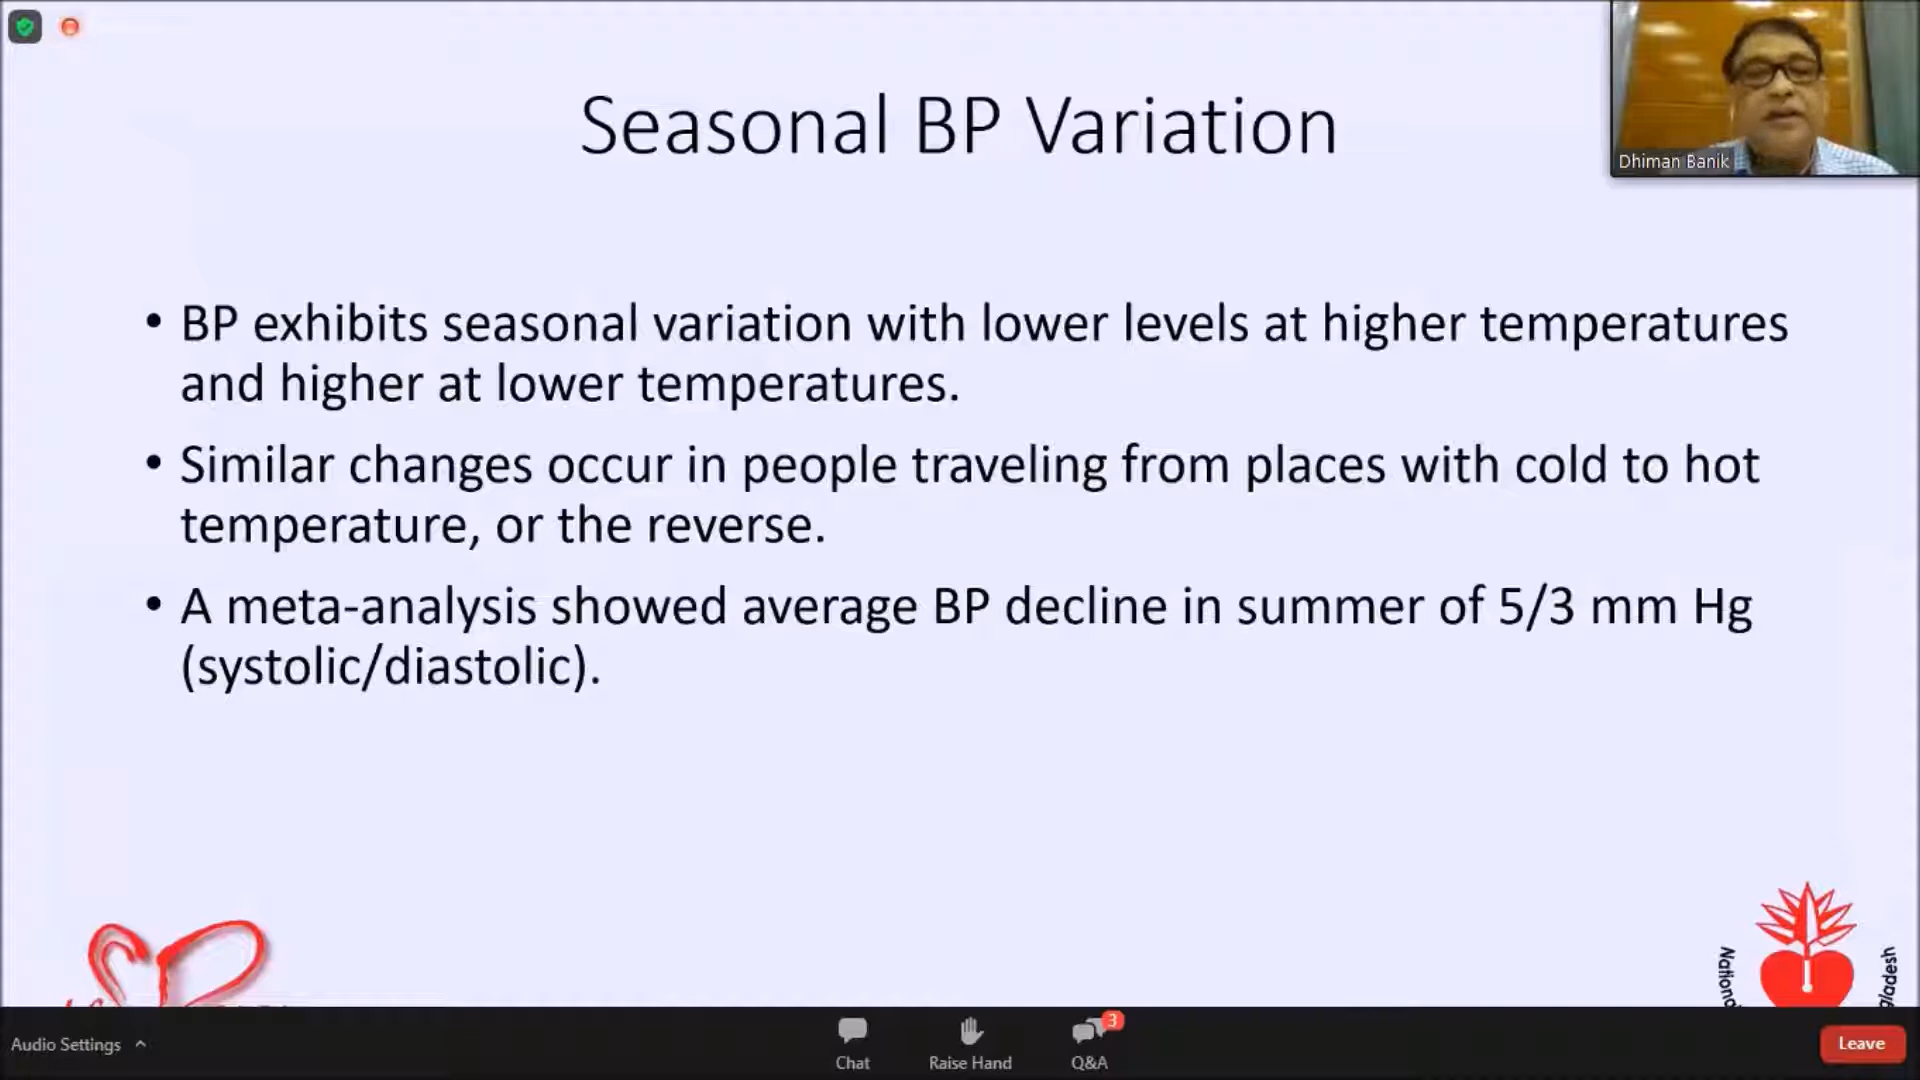 Seasonal BP Variation
Dhiman Banik
• BP exhibits seasonal variation with lower levels at higher temperatures
and higher at lower temperatures.
• Similar changes occur in people traveling from places with cold to hot
temperature, or the reverse.
• A meta-analysis showed average BP decline in summer of 5/3 mm Hg
(systolic/diastolic).
Audio Settings
Chat
Raise Hand
3
Q&A
Leave